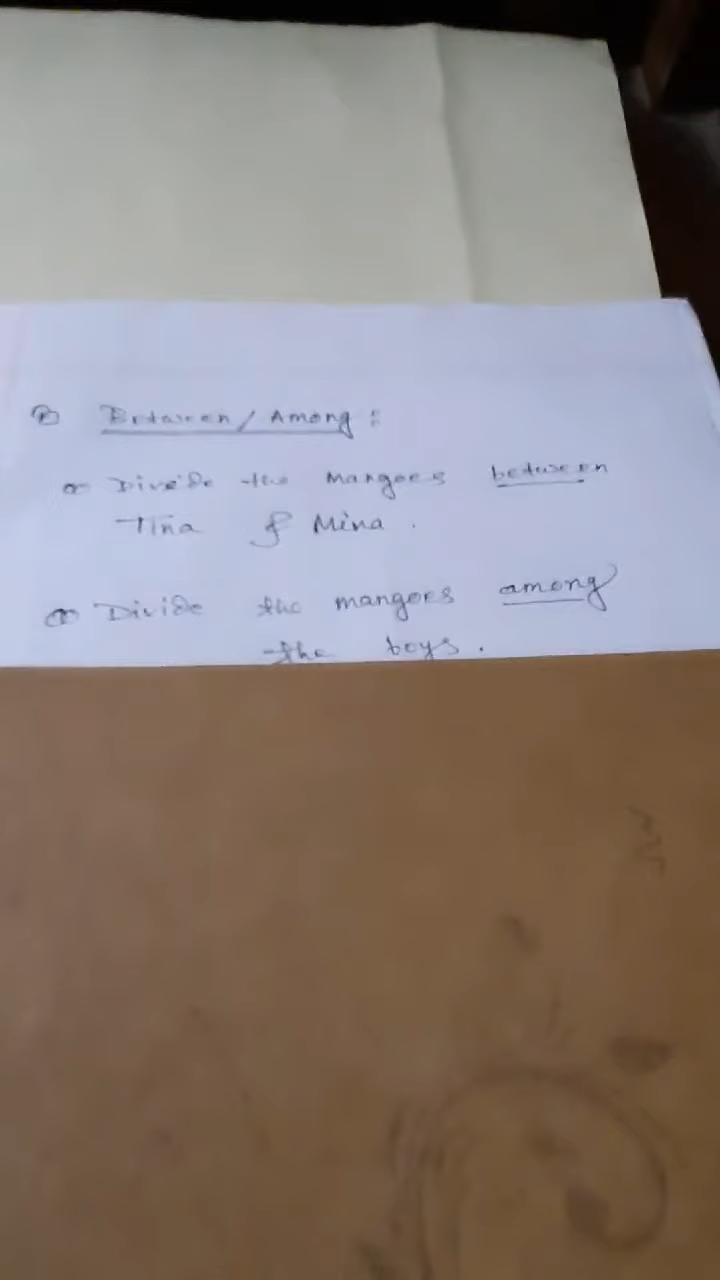 Between / Among :
Divide the Mangoes between
Tina & Mina .
Divide the mangoes among
the boys .